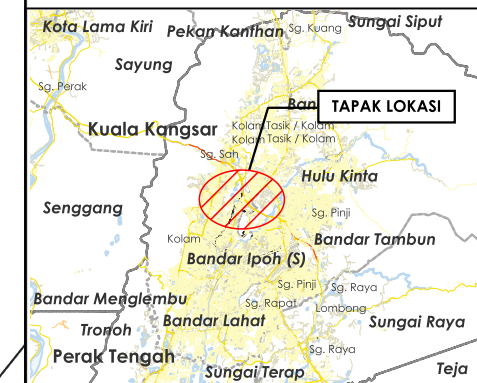 Kota Lama Kiri
Pekan Kanthan
Sg. Kuang
Sungai Siput
Sayung
Sg. Perak
Ban
TAPAK LOKASI
Kuala Kangsar
Kolam Tasik / Kolam
Kolam Tasik / Kolam
Sg. Sah
Hulu Kinta
Senggang
Sg. Pinji
Kolam
Bandar Tambun
Bandar Ipoh (S)
Sg. Pinji
Sg. Raya
Bandar Menglembu
Sg. Rapat
Lombong
Tronoh
Bandar Lahat
Sungai Raya
Perak Tengah
Sg. Raya
Sungai Terap
Teja